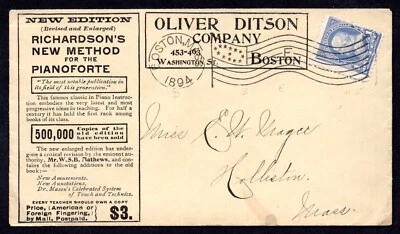 NEW EDITION
(Revised and Enlarged)
RICHARDSON'S
NEW METHOD
FOR THE
PIANOFORTE
"The most notable publication in
its field of this generation."
This famous classic in Piano Instruction
embodies the very latest and most
progressive ideas in teaching. For half a
century it has held the first rank among
books of its class.
500,000 Copies of the
old edition
have been sold
The new enlarged edition has undergone
a critical revision by the eminent authority,
Mr. W. S. B. Mathews, and contains
the following additions to the old
book:
New Amusements.
New Annotations.
Dr. Mason's Celebrated System
of Touch and Technics.
EVERY TEACHER SHOULD OWN A COPY
Price, (American or
Foreign Fingering,)
by Mail, Postpaid. $3.
OLIVER DITSON
COMPANY
453-463
WASHINGTON ST. BOSTON
BOSTON, M
1894
Miss E. W.
Holliston
Mass.